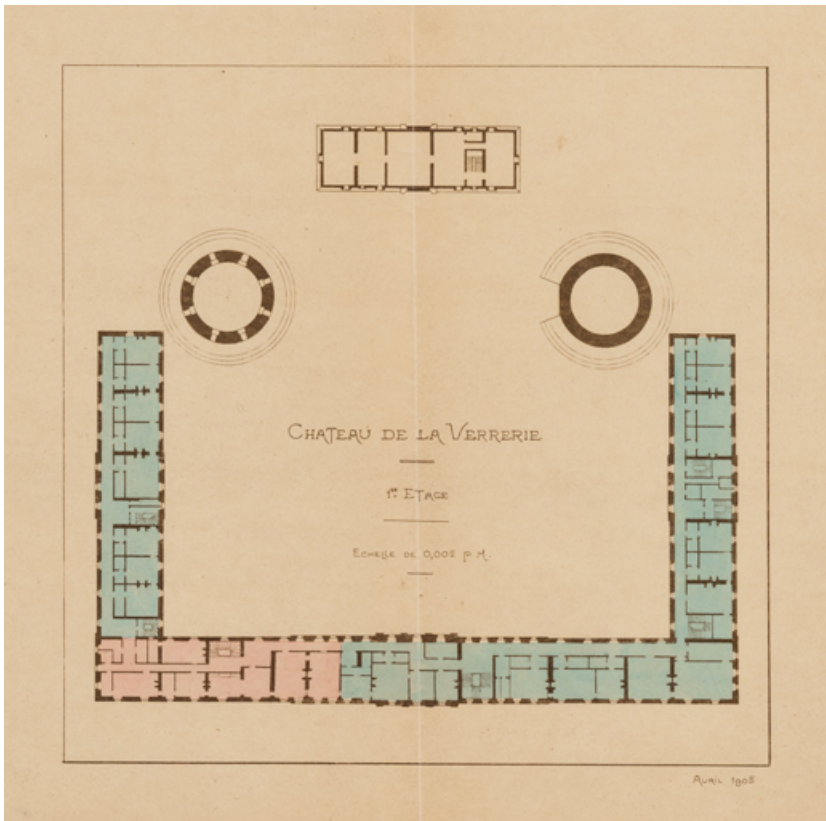 CHATEAU DE LA VERRERIE
1er ETAGE
ECHELLE DE 0,002 P. M.
AVRIL 1905